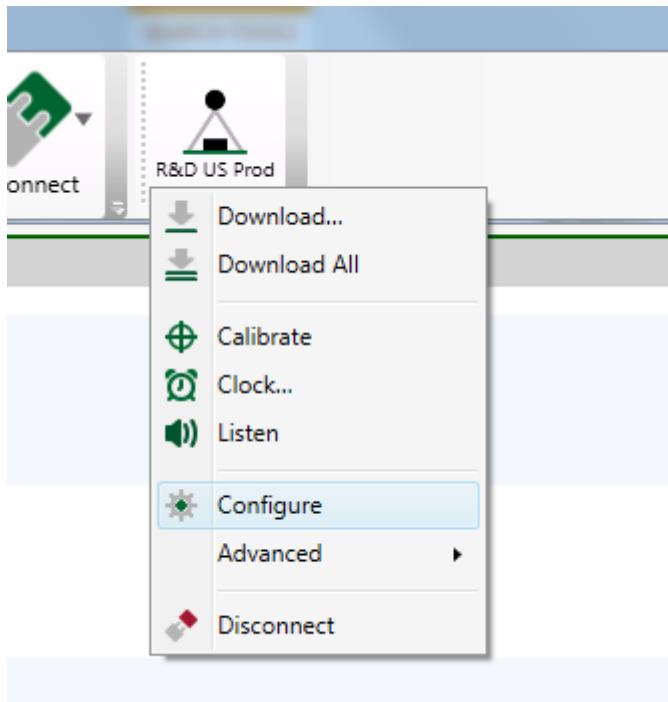 onnect
R&D US Prod
Download...
Download All
Calibrate
Clock...
Listen
Configure
Advanced
Disconnect